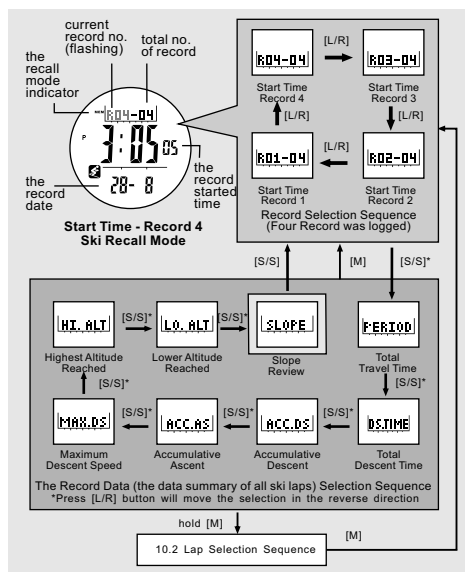 current
record no.
(flashing)
total no.
of record
the
recall
mode
indicator
R04-04
P
3:05 05
28- 8
the
record
date
the
record
started
time
Start Time - Record 4
Ski Recall Mode
R04-04
[L/R]
R03-04
Start Time
Record 4
Start Time
Record 3
[L/R]
[L/R]
R01-04
[L/R]
R02-04
Start Time
Record 1
Start Time
Record 2
Record Selection Sequence
(Four Record was logged)
[S/S]
[M]
[S/S]*
HI. ALT
[S/S]*
LO. ALT
[S/S]*
SLOPE
PERIOD
Highest Altitude
Reached
Lower Altitude
Reached
Slope
Review
Total
Travel Time
[S/S]*
[S/S]*
MAX.DS
[S/S]*
ACC.AS
[S/S]*
ACC.DS
[S/S]*
DS.TIME
Maximum
Descent Speed
Accumulative
Ascent
Accumulative
Descent
Total
Descent Time
The Record Data (the data summary of all ski laps) Selection Sequence
*Press [L/R] button will move the selection in the reverse direction
hold [M]
[M]
10.2 Lap Selection Sequence